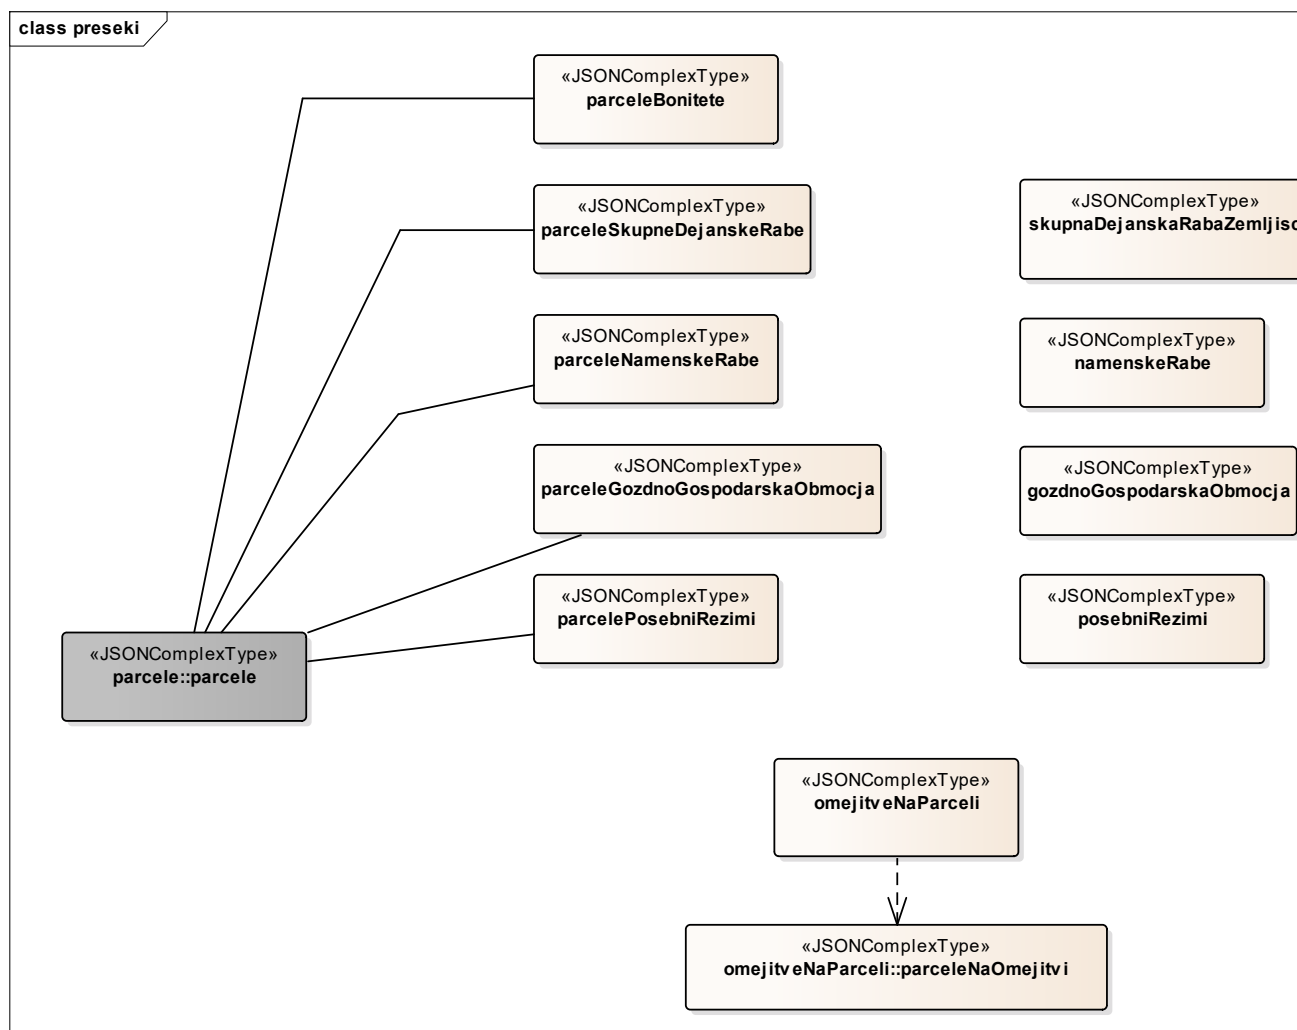 class preseki
«JSONComplexType»
parceleBonitete
«JSONComplexType»
parceleSkupneDejanskeRabe
«JSONComplexType»
skupnaDejanskaRabaZemljisc
«JSONComplexType»
parceleNamenskeRabe
«JSONComplexType»
namenskeRabe
«JSONComplexType»
parceleGozdnoGospodarskaObmocja
«JSONComplexType»
gozdnoGospodarskaObmocja
«JSONComplexType»
parcelePosebniRezimi
«JSONComplexType»
posebniRezimi
«JSONComplexType»
parcele::parcele
«JSONComplexType»
omejitveNaParceli
«JSONComplexType»
omejitveNaParceli::parceleNaOmejitvi